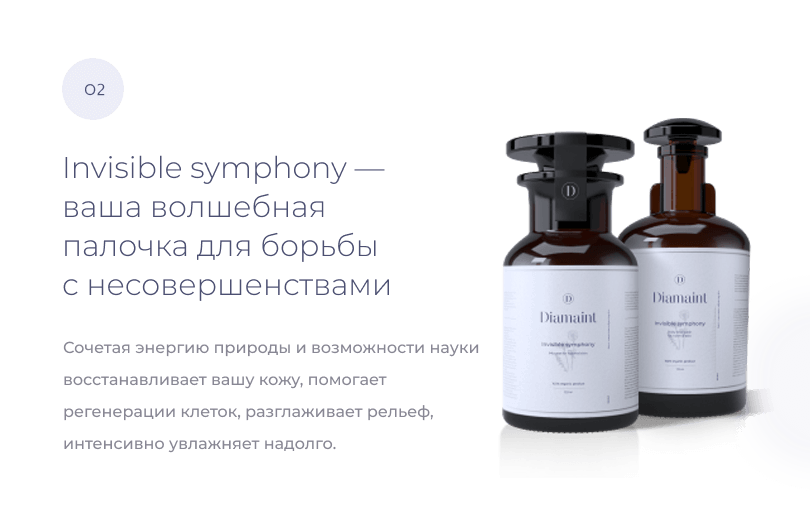 02
Invisible symphony —
ваша волшебная
палочка для борьбы
с несовершенствами
Сочетая энергию природы и возможности науки
восстанавливает вашу кожу, помогает
регенерации клеток, разглаживает рельеф,
интенсивно увлажняет надолго.
D
Diamaint
Invisible symphony
D
Diamaint
Invisible symphony